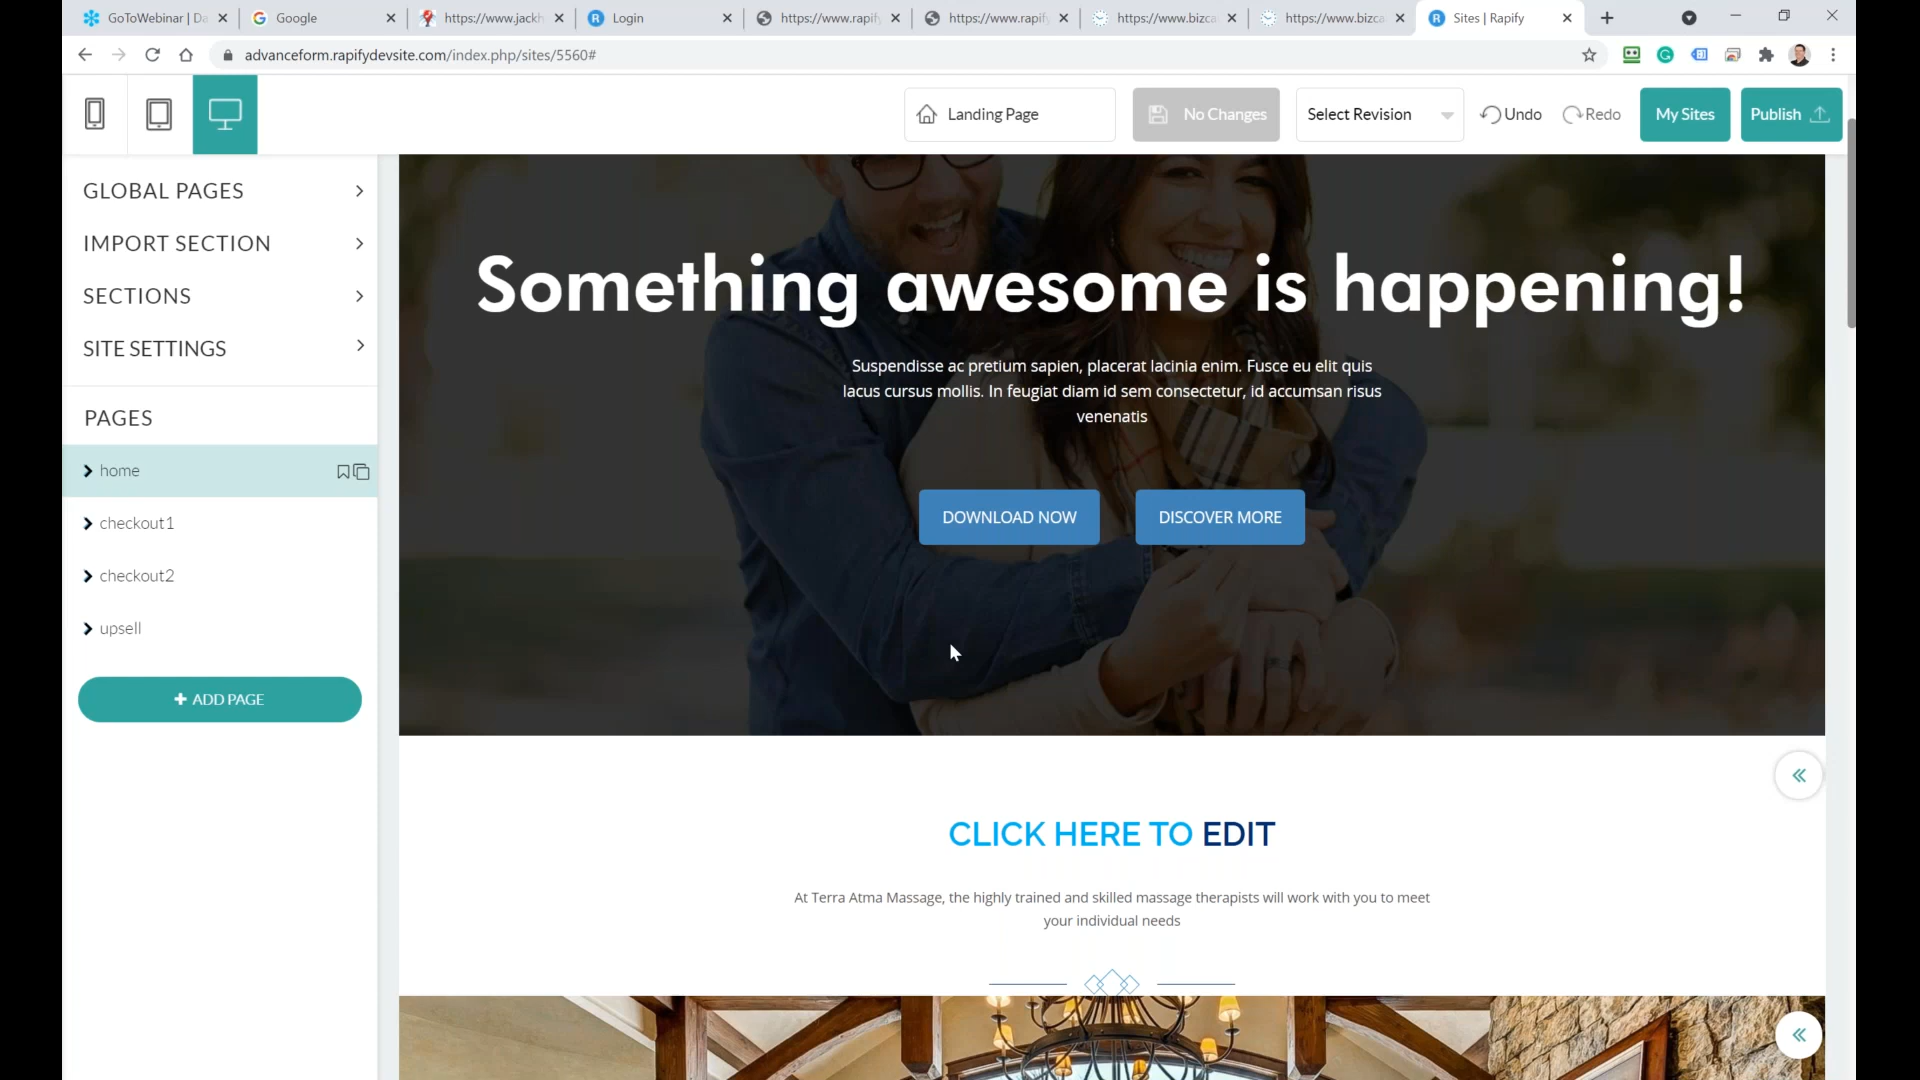 GoToWebinar | Da
Google
https://www.jackh
Login
https://www.rapify
https://www.rapify
https://www.bizca
https://www.bizca
Sites | Rapify
advanceform.rapifydevsite.com/index.php/sites/5560#
Landing Page
No Changes
Select Revision
Undo
Redo
My Sites
Publish
GLOBAL PAGES
IMPORT SECTION
SECTIONS
SITE SETTINGS
PAGES
home
checkout1
checkout2
upsell
+ ADD PAGE
Something awesome is happening!
Suspendisse ac pretium sapien, placerat lacinia enim. Fusce eu elit quis
lacus cursus mollis. In feugiat diam id sem consectetur, id accumsan risus
venenatis
DOWNLOAD NOW
DISCOVER MORE
CLICK HERE TO EDIT
At Terra Atma Massage, the highly trained and skilled massage therapists will work with you to meet
your individual needs